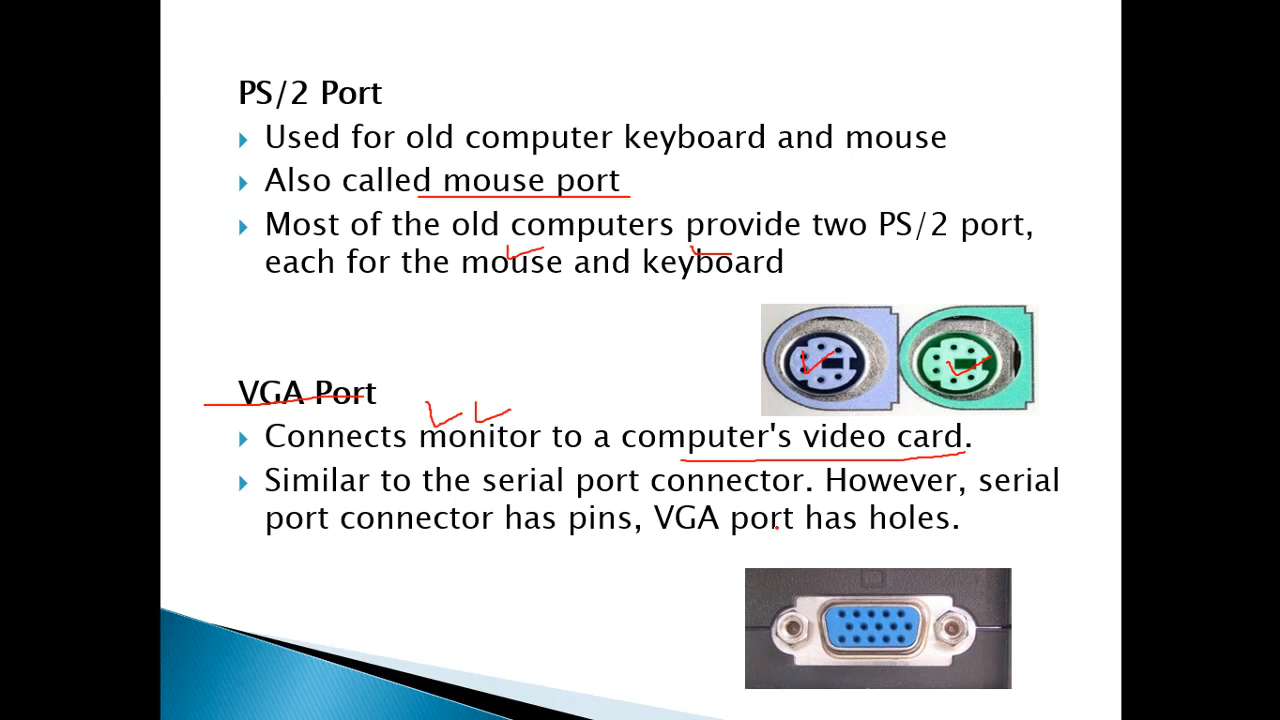 PS/2 Port
Used for old computer keyboard and mouse
Also called mouse port
Most of the old computers provide two PS/2 port,
each for the mouse and keyboard
VGA Port
Connects monitor to a computer's video card.
Similar to the serial port connector. However, serial
port connector has pins, VGA port has holes.